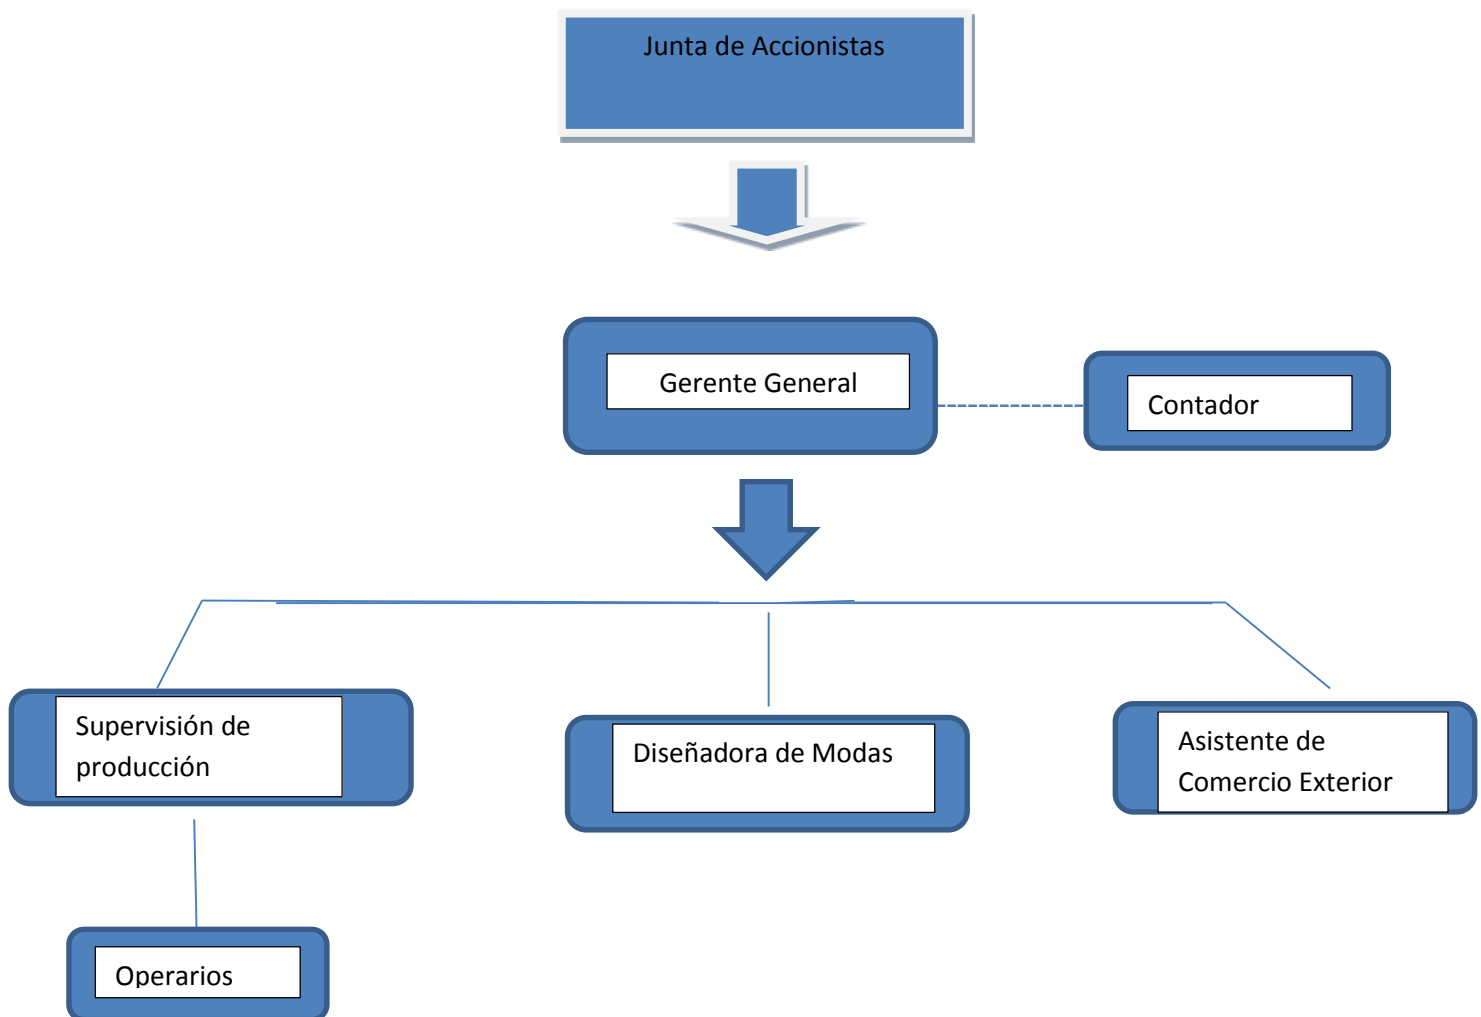 Junta de Accionistas
Gerente General
Contador
Supervisión de
producción
Diseñadora de Modas
Asistente de
Comercio Exterior
Operarios